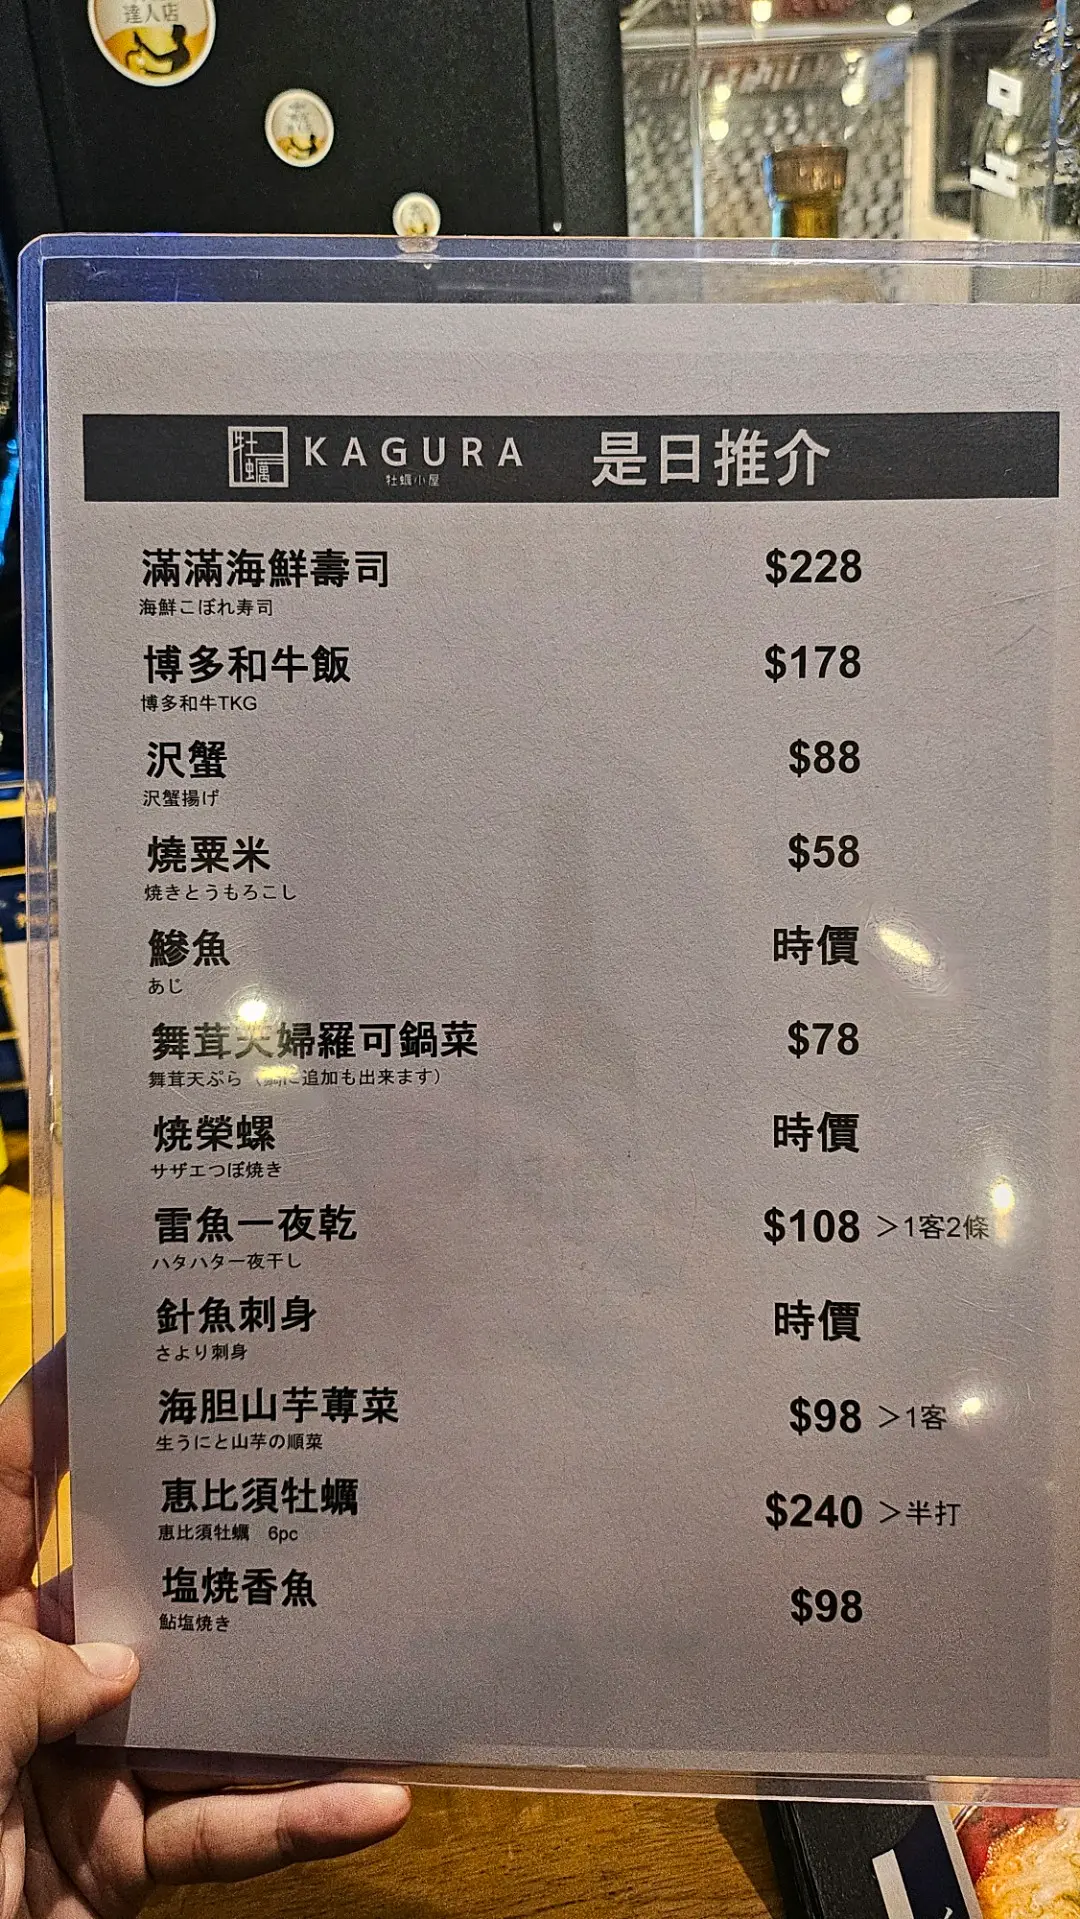 達人店
牡蠣 KAGURA 是日推介
牡蠣小屋
滿滿海鮮壽司 $228
海鮮こぼれ寿司
博多和牛飯 $178
博多和牛TKG
沢蟹 $88
沢蟹揚げ
燒粟米 $58
焼きとうもろこし
鰺魚 時價
あじ
舞茸天婦羅可鍋菜 $78
舞茸天ぷら（鍋に追加も出来ます）
焼榮螺 時價
サザエつぼ焼き
雷魚一夜乾 $108 ＞1客2條
ハタハタ一夜干し
針魚刺身 時價
さより刺身
海胆山芋蓴菜 $98 ＞1客
生うにと山芋の順菜
恵比須牡蠣 $240 ＞半打
恵比須牡蠣 6pc
塩焼香魚 $98
鮎塩焼き